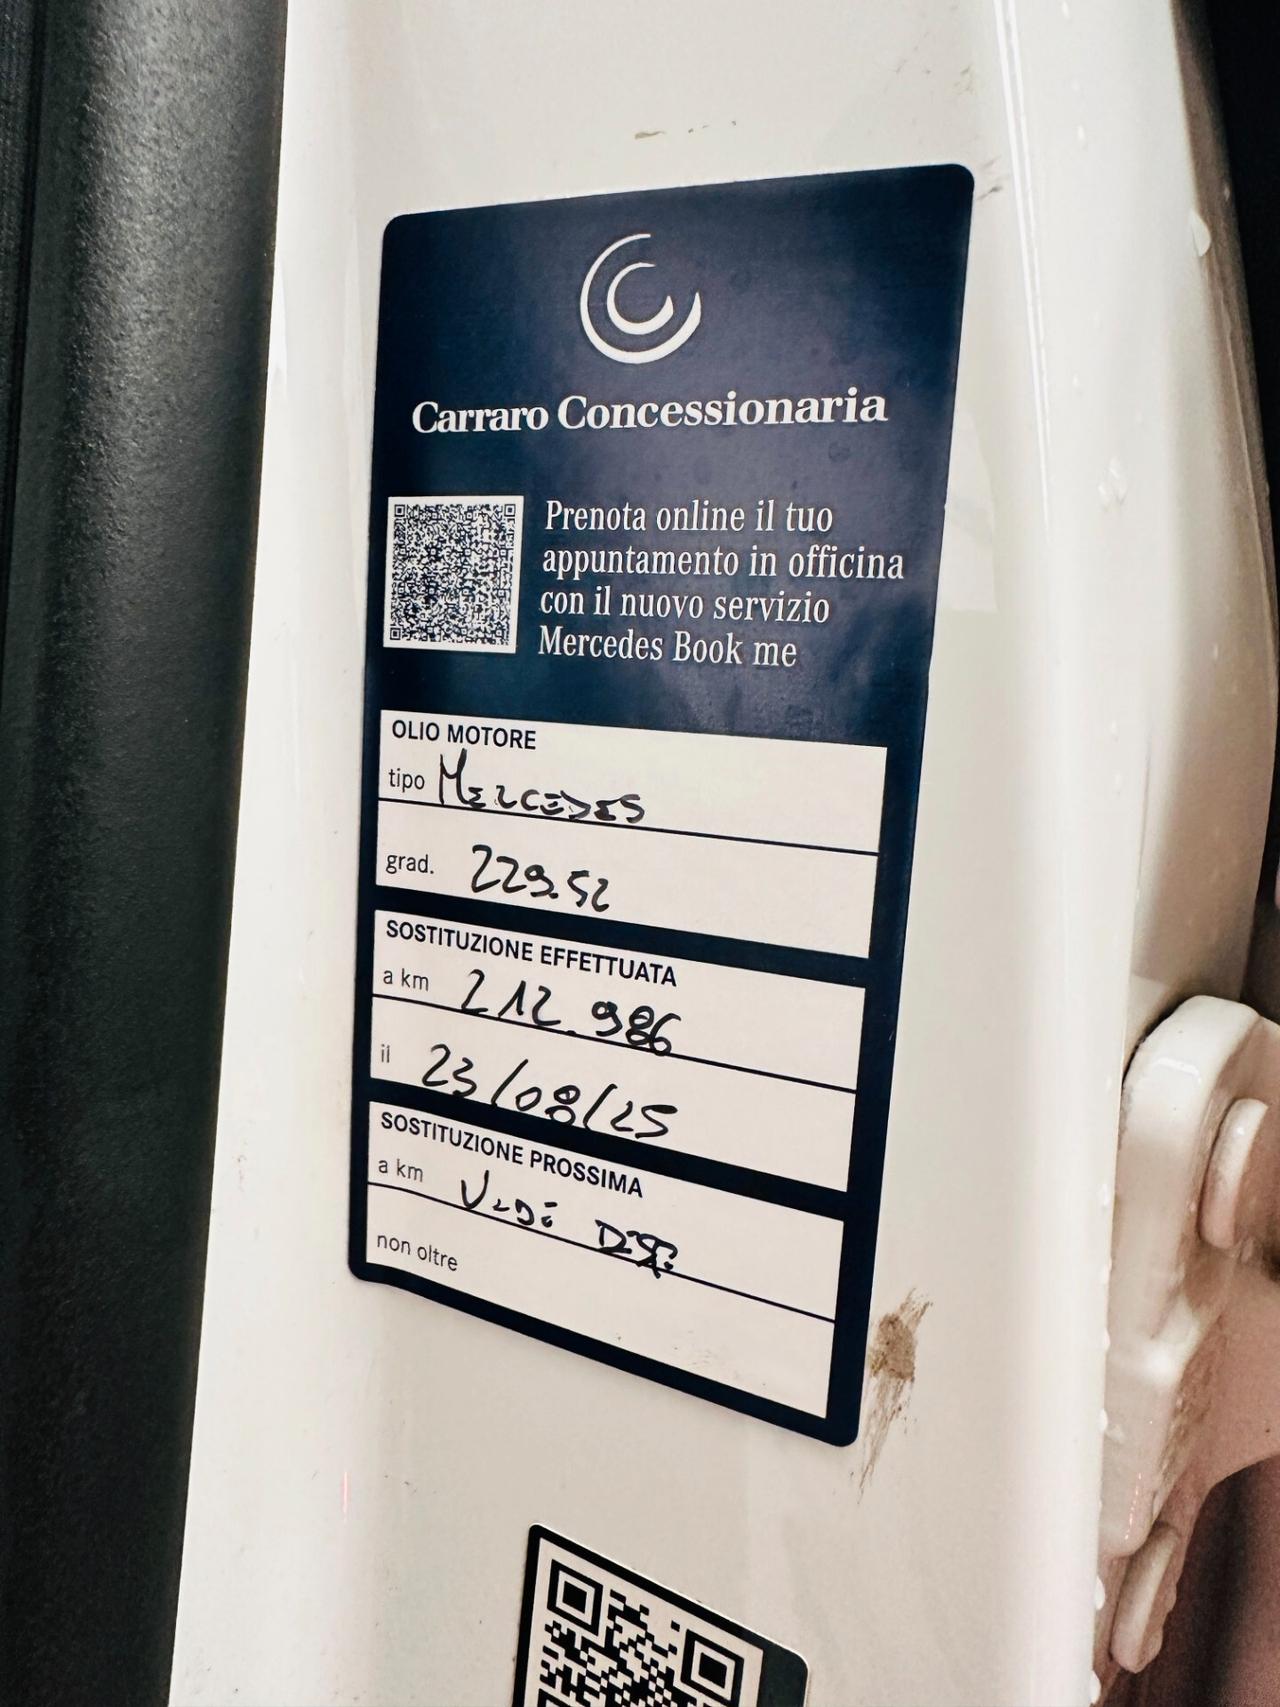 Carraro Concessionaria
Prenota online il tuo
appuntamento in officina
con il nuovo servizio
Mercedes Book me
OLIO MOTORE
tipo MERCEDES
grad. 229.52
SOSTITUZIONE EFFETTUATA
a km 212.986
il 23/08/25
SOSTITUZIONE PROSSIMA
a km VEDI
non oltre